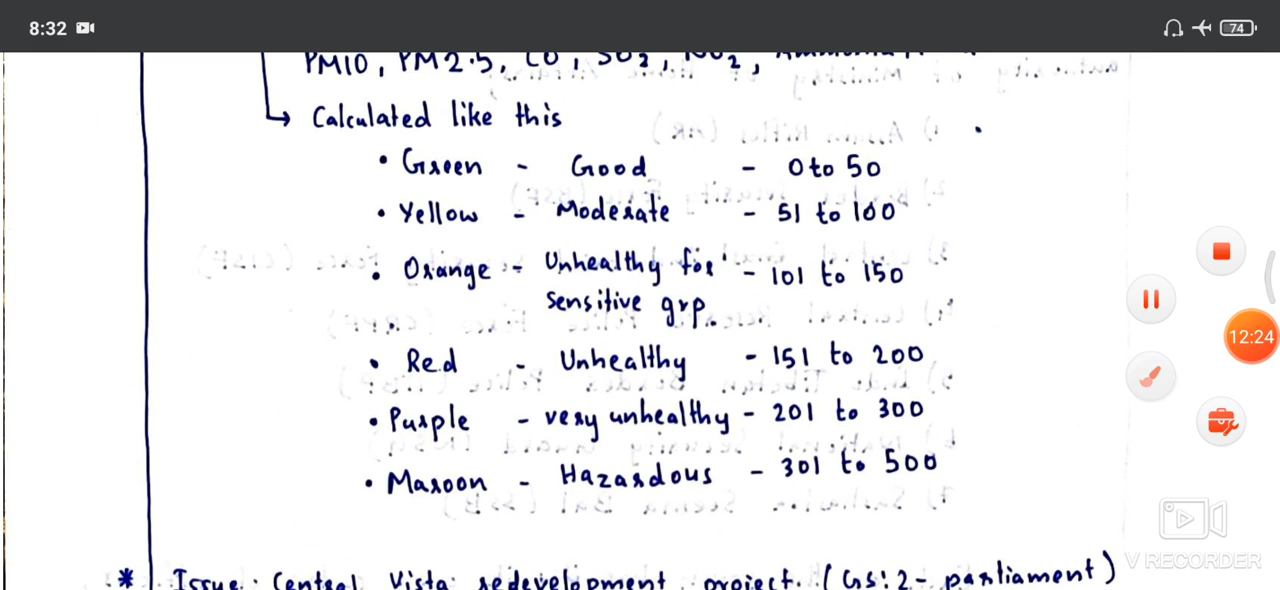 8:32
74
PM10, PM2.5, CO, SO2, NO2,
Calculated like this
• Green - Good - 0 to 50
• Yellow - Moderate - 51 to 100
• Orange - Unhealthy for - 101 to 150
sensitive grp.
• Red - Unhealthy - 151 to 200
• Purple - very unhealthy - 201 to 300
• Maroon - Hazardous - 301 to 500
* Issue: Central Vista redevelopment project. (GS:2- parliament)
12:24
V RECORDER